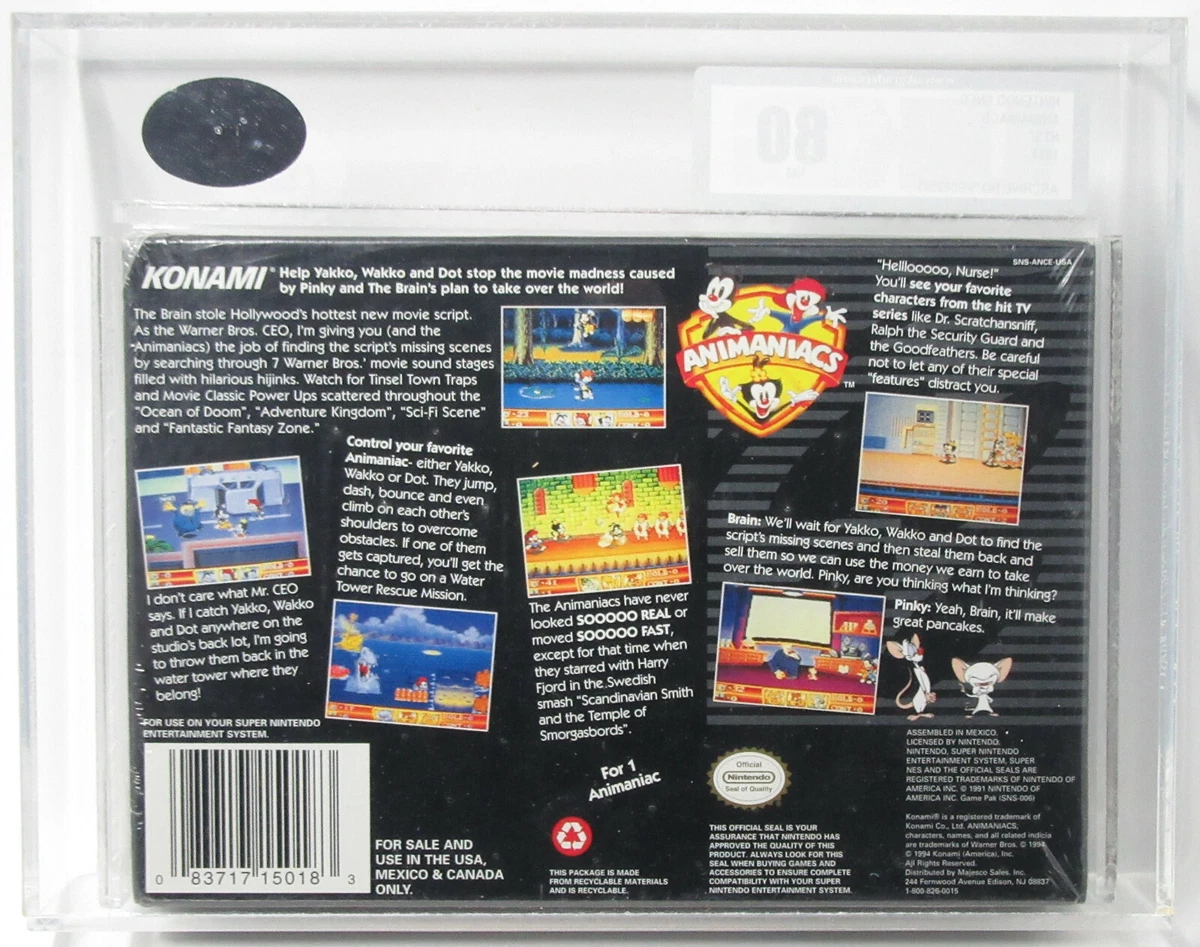 80
KONAMI®
Help Yakko, Wakko and Dot stop the movie madness caused
by Pinky and The Brain's plan to take over the world!
The Brain stole Hollywood's hottest new movie script.
As the Warner Bros. CEO, I'm giving you (and the
Animaniacs) the job of finding the script's missing scenes
by searching through 7 Warner Bros.' movie sound stages
filled with hilarious hijinks. Watch for Tinsel Town Traps
and Movie Classic Power Ups scattered throughout the
"Ocean of Doom", "Adventure Kingdom", "Sci-Fi Scene"
and "Fantastic Fantasy Zone."
Control your favorite
Animaniac- either Yakko,
Wakko or Dot. They jump,
dash, bounce and even
climb on each other's
shoulders to overcome
obstacles. If one of them
gets captured, you'll get the
chance to go on a Water
Tower Rescue Mission.
I don't care what Mr. CEO
says. If I catch Yakko, Wakko
and Dot anywhere on the
studio's back lot, I'm going
to throw them back in the
water tower where they
belong!
The Animaniacs have never
looked SOOOOO REAL or
moved SOOOOO FAST,
except for that time when
they starred with Harry
Fjord in the Swedish
smash "Scandinavian Smith
and the Temple of
Smorgasbords".
For 1
Animaniac
ANIMANIACS
TM
SNS-ANCE-USA
"Hellloooooo, Nurse!"
You'll see your favorite
characters from the hit TV
series like Dr. Scratchansniff,
Ralph the Security Guard and
the Goodfeathers. Be careful
not to let any of their special
"features" distract you.
Brain: We'll wait for Yakko, Wakko and Dot to find the
script's missing scenes and then steal them back and
sell them so we can use the money we earn to take
over the world. Pinky, are you thinking what I'm thinking?
Pinky: Yeah, Brain, it'll make
great pancakes.
FOR USE ON YOUR SUPER NINTENDO
ENTERTAINMENT SYSTEM.
0 83717 15018 3
FOR SALE AND
USE IN THE USA,
MEXICO & CANADA
ONLY.
THIS PACKAGE IS MADE
FROM RECYCLABLE MATERIALS
AND IS RECYCLABLE.
Official
Nintendo
Seal of Quality
THIS OFFICIAL SEAL IS YOUR
ASSURANCE THAT NINTENDO HAS
APPROVED THE QUALITY OF THIS
PRODUCT. ALWAYS LOOK FOR THIS
SEAL WHEN BUYING GAMES AND
ACCESSORIES TO ENSURE COMPLETE
COMPATIBILITY WITH YOUR SUPER
NINTENDO ENTERTAINMENT SYSTEM.
ASSEMBLED IN MEXICO.
LICENSED BY NINTENDO.
NINTENDO, SUPER NINTENDO
ENTERTAINMENT SYSTEM, SUPER
NES AND THE OFFICIAL SEALS ARE
REGISTERED TRADEMARKS OF NINTENDO OF
AMERICA INC. © 1991 NINTENDO OF
AMERICA INC. Game Pak (SNS-006)
Konami® is a registered trademark of
Konami Co., Ltd. ANIMANIACS,
characters, names, and all related indicia
are trademarks of Warner Bros. © 1994
© 1994 Konami (America), Inc.
All Rights Reserved.
Distributed by Majesco Sales, Inc.
244 Fernwood Avenue Edison, NJ 08837
1-800-826-0015